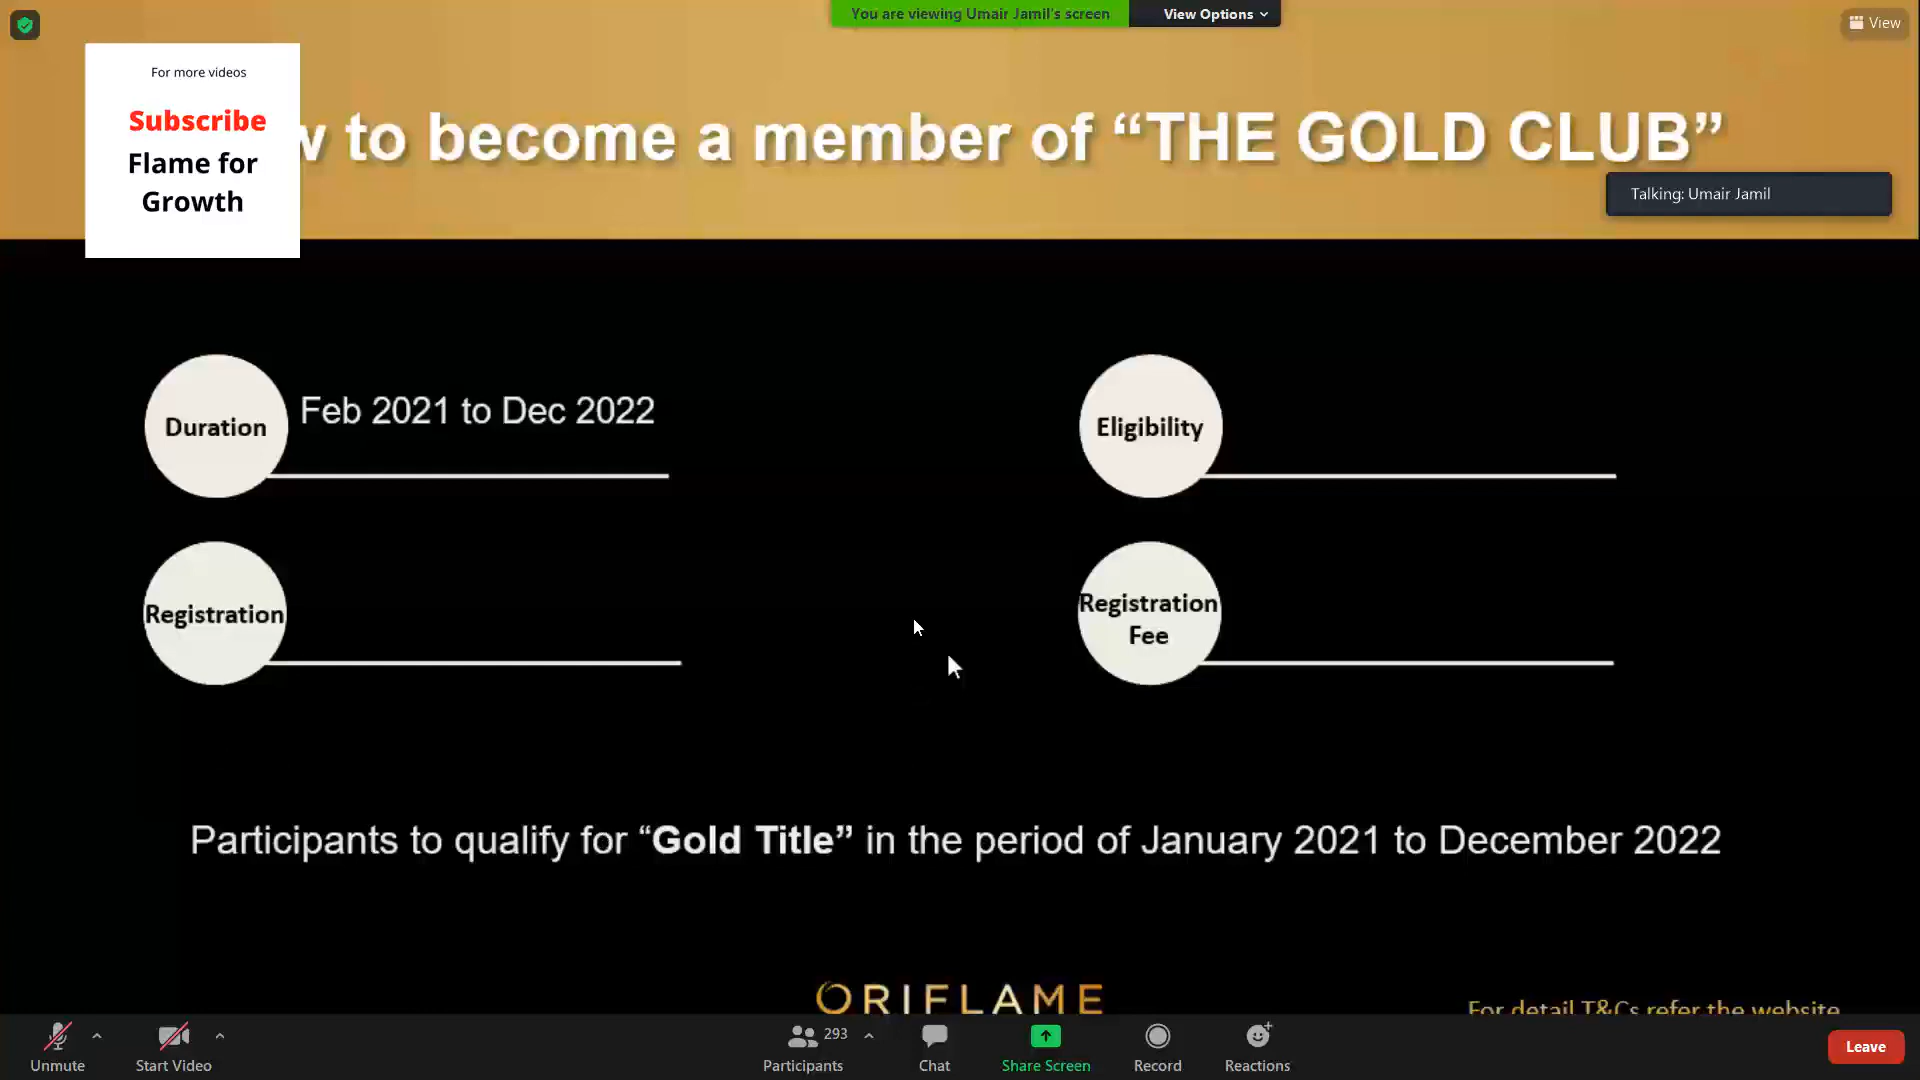 You are viewing Umair Jamil's screen
View Options
View
For more videos
Subscribe
Flame for
Growth
w to become a member of “THE GOLD CLUB”
Talking: Umair Jamil
Duration
Feb 2021 to Dec 2022
Eligibility
Registration
Registration
Fee
Participants to qualify for “Gold Title” in the period of January 2021 to December 2022
ORIFLAME
For detail T&Cs refer the website
Unmute
Start Video
293
Participants
Chat
Share Screen
Record
Reactions
Leave